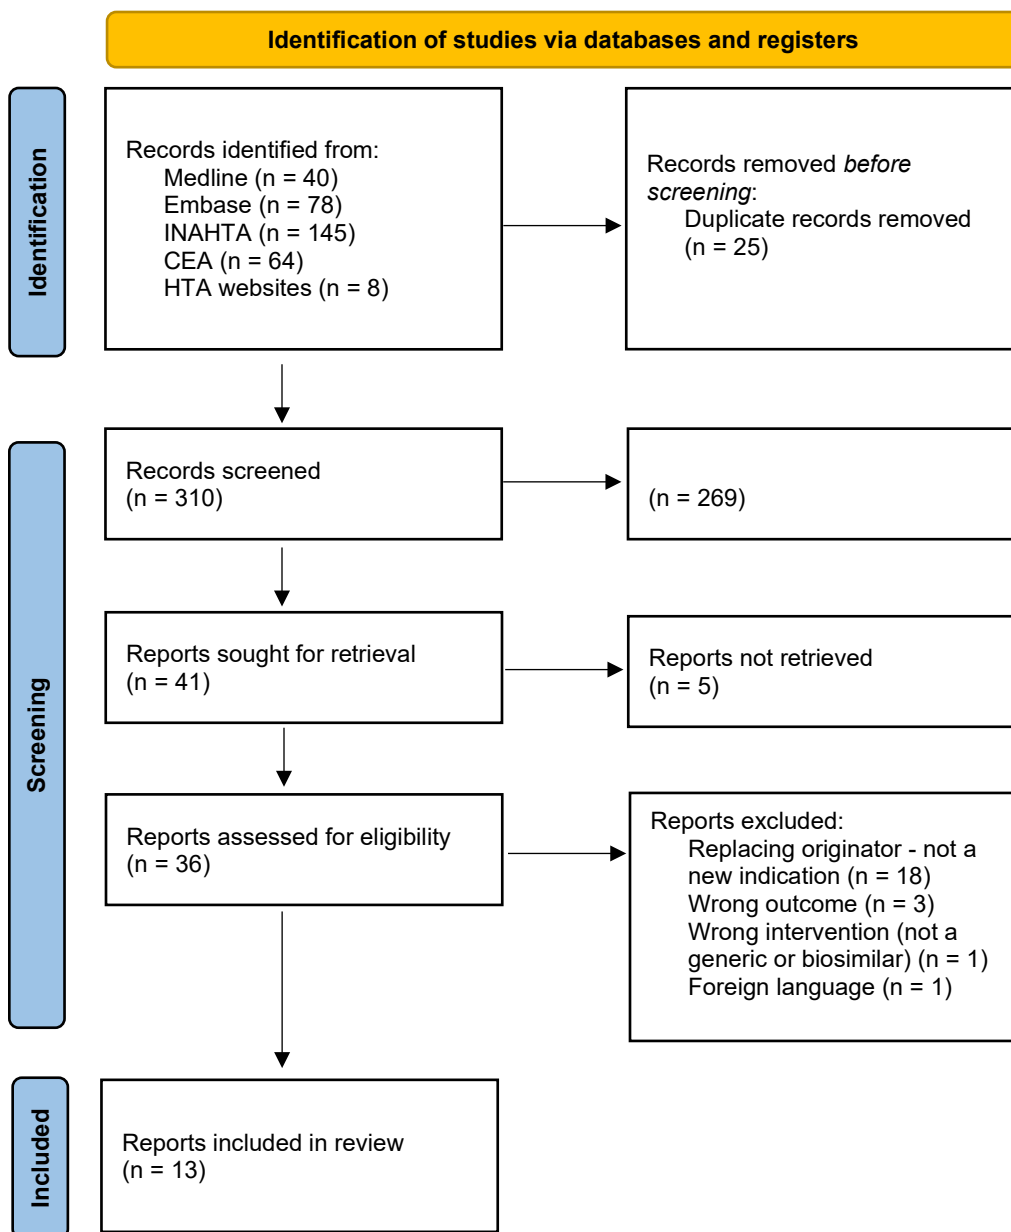 Identification of studies via databases and registers
Identification
Records identified from:
Medline (n = 40)
Embase (n = 78)
INAHTA (n = 145)
CEA (n = 64)
HTA websites (n = 8)
Records removed before
screening:
Duplicate records removed
(n = 25)
Screening
Records screened
(n = 310)
(n = 269)
Reports sought for retrieval
(n = 41)
Reports not retrieved
(n = 5)
Reports assessed for eligibility
(n = 36)
Reports excluded:
Replacing originator - not a
new indication (n = 18)
Wrong outcome (n = 3)
Wrong intervention (not a
generic or biosimilar) (n = 1)
Foreign language (n = 1)
Included
Reports included in review
(n = 13)